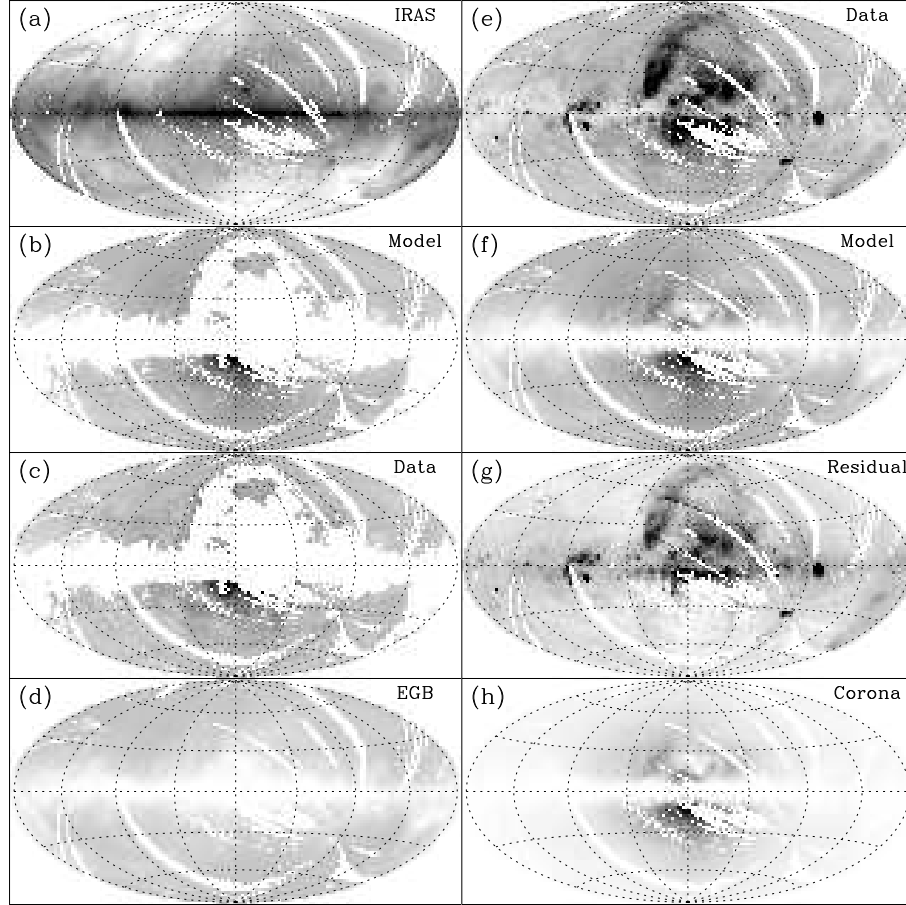 (a) IRAS
(e) Data
(b) Model
(f) Model
(c) Data
(g) Residual
(d) EGB
(h) Corona